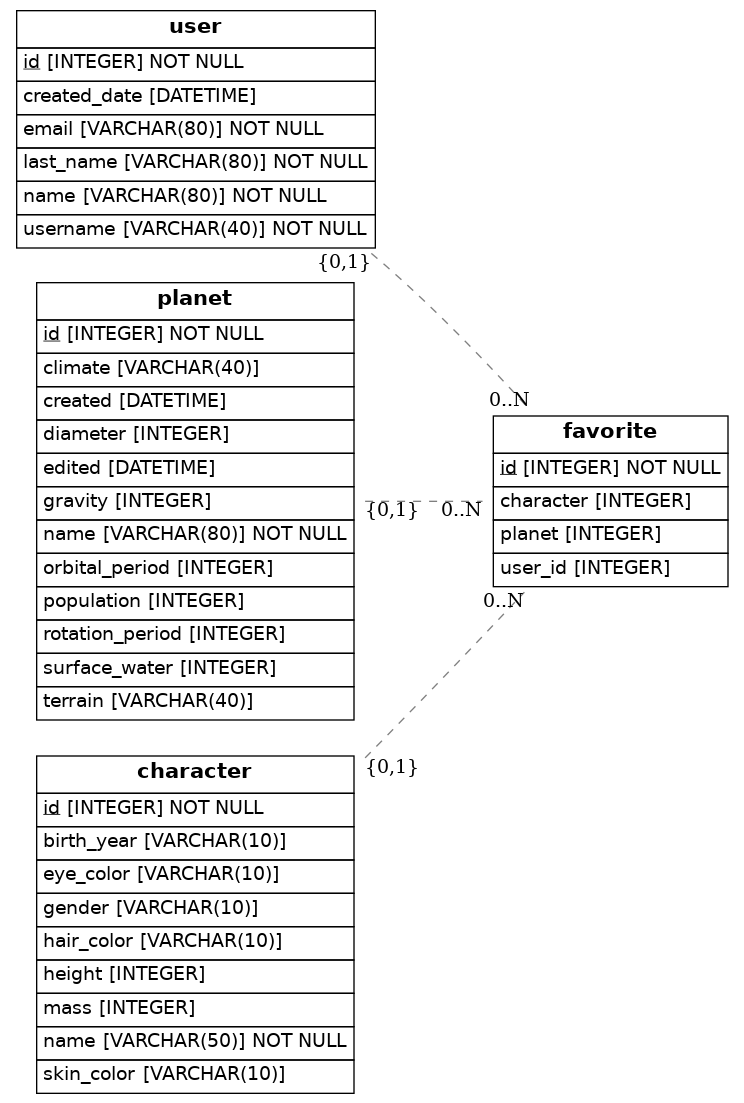 user
id [INTEGER] NOT NULL
created_date [DATETIME]
email [VARCHAR(80)] NOT NULL
last_name [VARCHAR(80)] NOT NULL
name [VARCHAR(80)] NOT NULL
username [VARCHAR(40)] NOT NULL
{0,1}
planet
id [INTEGER] NOT NULL
climate [VARCHAR(40)]
created [DATETIME]
diameter [INTEGER]
edited [DATETIME]
gravity [INTEGER]
name [VARCHAR(80)] NOT NULL
orbital_period [INTEGER]
population [INTEGER]
rotation_period [INTEGER]
surface_water [INTEGER]
terrain [VARCHAR(40)]
{0,1} 0..N
0..N
favorite
id [INTEGER] NOT NULL
character [INTEGER]
planet [INTEGER]
user_id [INTEGER]
0..N
{0,1}
character
id [INTEGER] NOT NULL
birth_year [VARCHAR(10)]
eye_color [VARCHAR(10)]
gender [VARCHAR(10)]
hair_color [VARCHAR(10)]
height [INTEGER]
mass [INTEGER]
name [VARCHAR(50)] NOT NULL
skin_color [VARCHAR(10)]